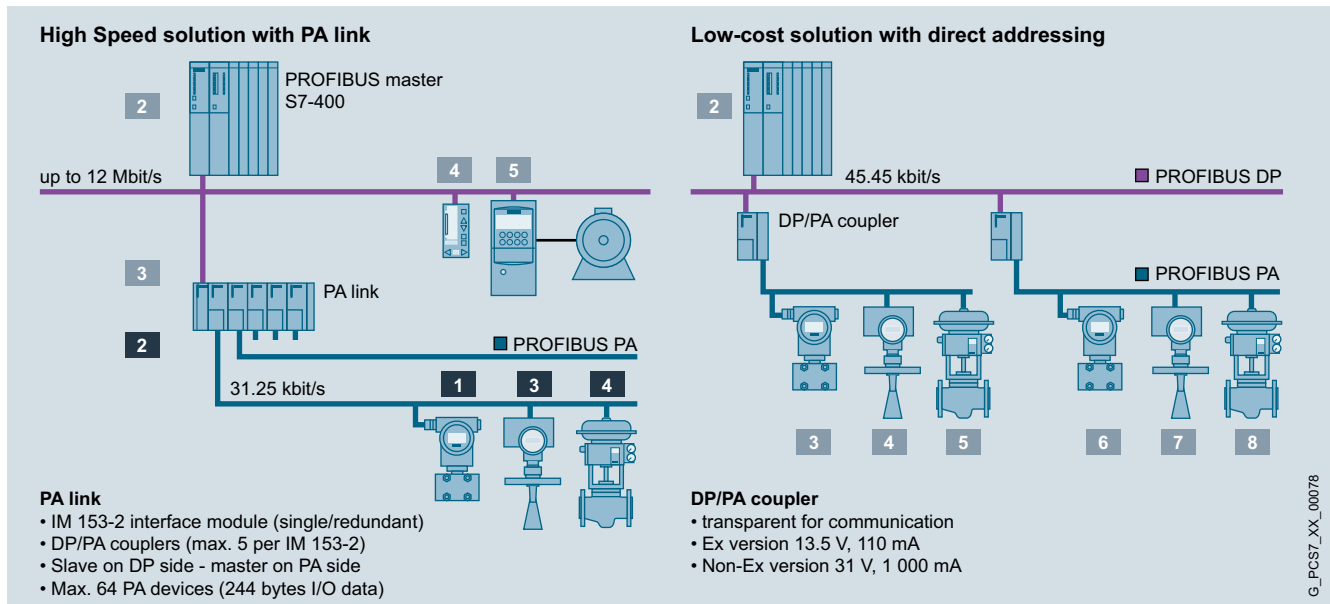 High Speed solution with PA link
PROFIBUS master
S7-400
2
up to 12 Mbit/s
4
5
3
PA link
2
PROFIBUS PA
31.25 kbit/s
1
3
4
PA link
• IM 153-2 interface module (single/redundant)
• DP/PA couplers (max. 5 per IM 153-2)
• Slave on DP side - master on PA side
• Max. 64 PA devices (244 bytes I/O data)
Low-cost solution with direct addressing
2
45.45 kbit/s
PROFIBUS DP
DP/PA coupler
PROFIBUS PA
3
4
5
6
7
8
DP/PA coupler
• transparent for communication
• Ex version 13.5 V, 110 mA
• Non-Ex version 31 V, 1 000 mA
G_PCS7_XX_00078